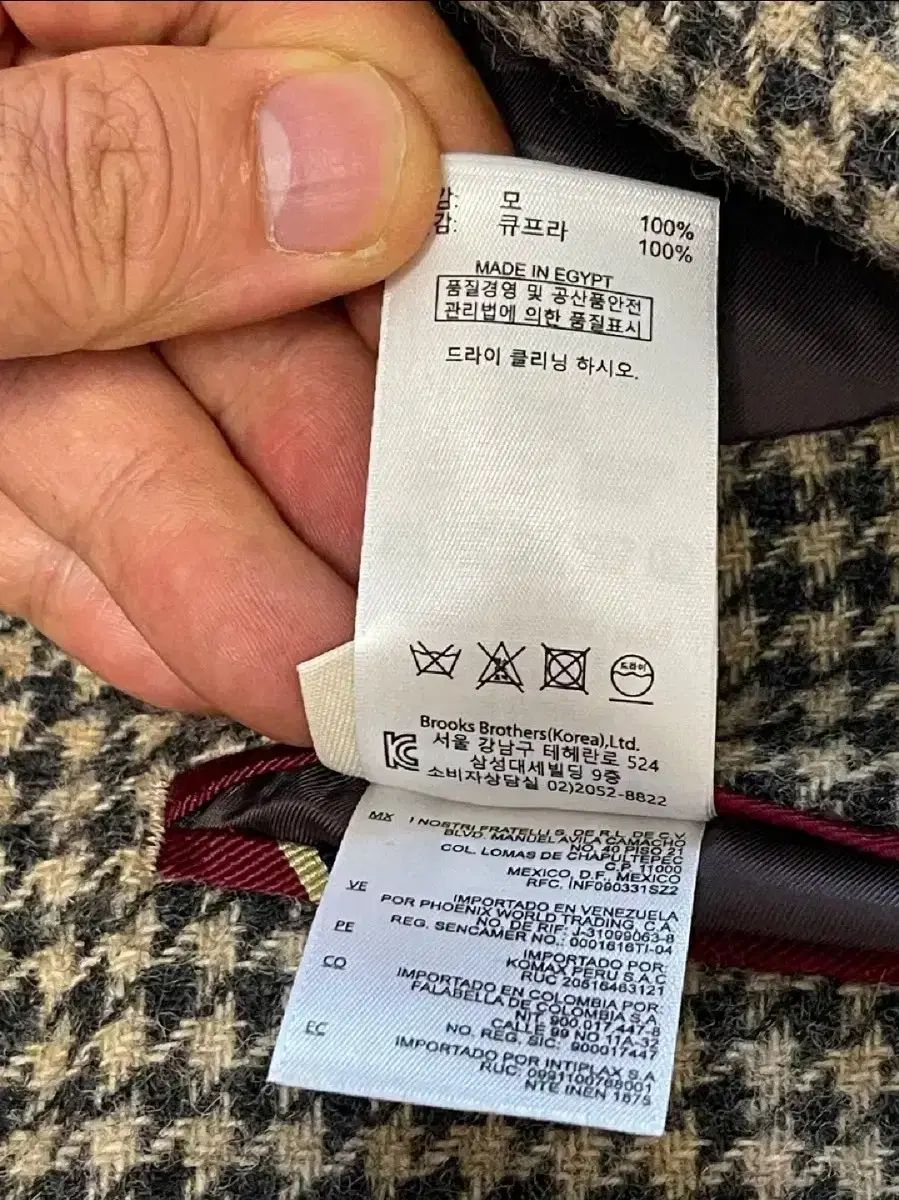 감: 모 100%
감: 큐프라 100%
MADE IN EGYPT
품질경영 및 공산품안전
관리법에 의한 품질표시
드라이 클리닝 하시오.
드라이
Brooks Brothers(Korea),Ltd.
서울 강남구 테헤란로 524
삼성대세빌딩 9층
소비자상담실 02)2052-8822
MX I NOSTRI FRATELLI S. DE R.L. DE C.V.
BLVD. MANUEL AVILA CAMACHO
NO. 40 PISO 21
COL. LOMAS DE CHAPULTEPEC
C.P. 11000
MEXICO, D.F., MEXICO
RFC. INF090331SZ2
VE IMPORTADO EN VENEZUELA
POR PHOENIX WORLD TRADING, C.A.
NO. DE RIF: J-31099063-8
REG. SENCAMER NO.: 0001616TI-04
PE IMPORTADO POR:
KOMAX PERU S.A.C
RUC 20516463121
CO IMPORTADO EN COLOMBIA POR:
FALABELLA DE COLOMBIA S.A.
NIT 900.017.447-8
CALLE 99 NO 11A-32
NO. REG. SIC: 900017447
EC IMPORTADO POR INTIPLAX S.A
RUC: 0991100768001
NTE INEN 1875